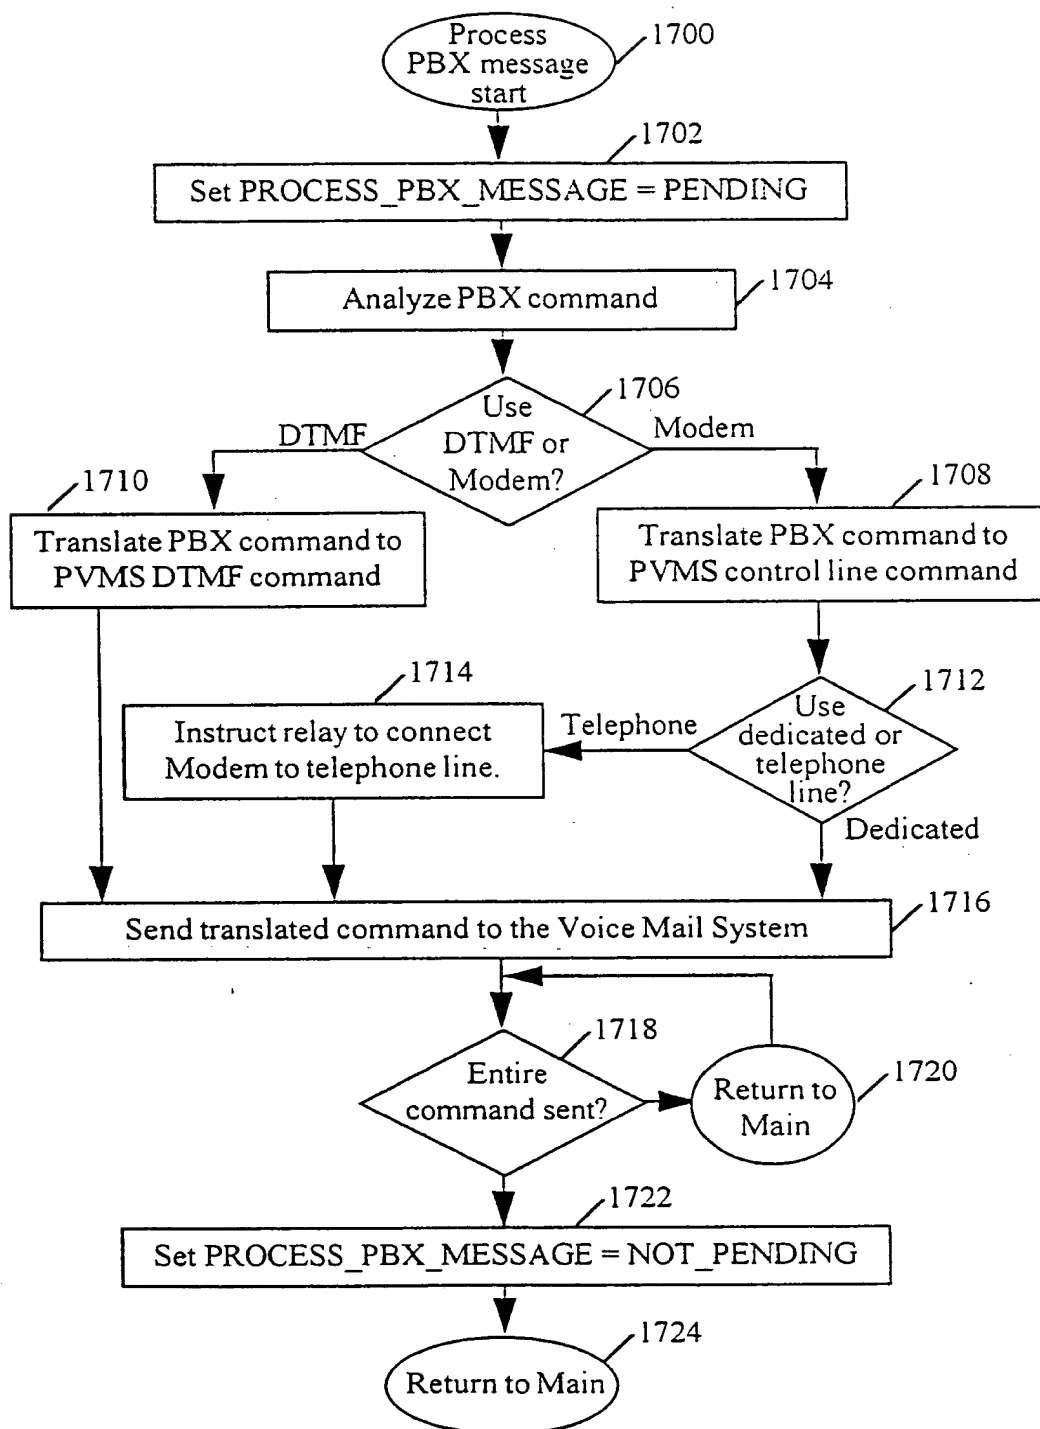 Process
PBX message
start
1700
1702
Set PROCESS_PBX_MESSAGE = PENDING
1704
Analyze PBX command
1706
Use
DTMF or
Modem?
DTMF
Modem
1710
Translate PBX command to
PVMS DTMF command
1708
Translate PBX command to
PVMS control line command
1714
Instruct relay to connect
Modem to telephone line.
Telephone
1712
Use
dedicated or
telephone
line?
Dedicated
1716
Send translated command to the Voice Mail System
1718
Entire
command sent?
Return to
Main
1720
1722
Set PROCESS_PBX_MESSAGE = NOT_PENDING
1724
Return to Main